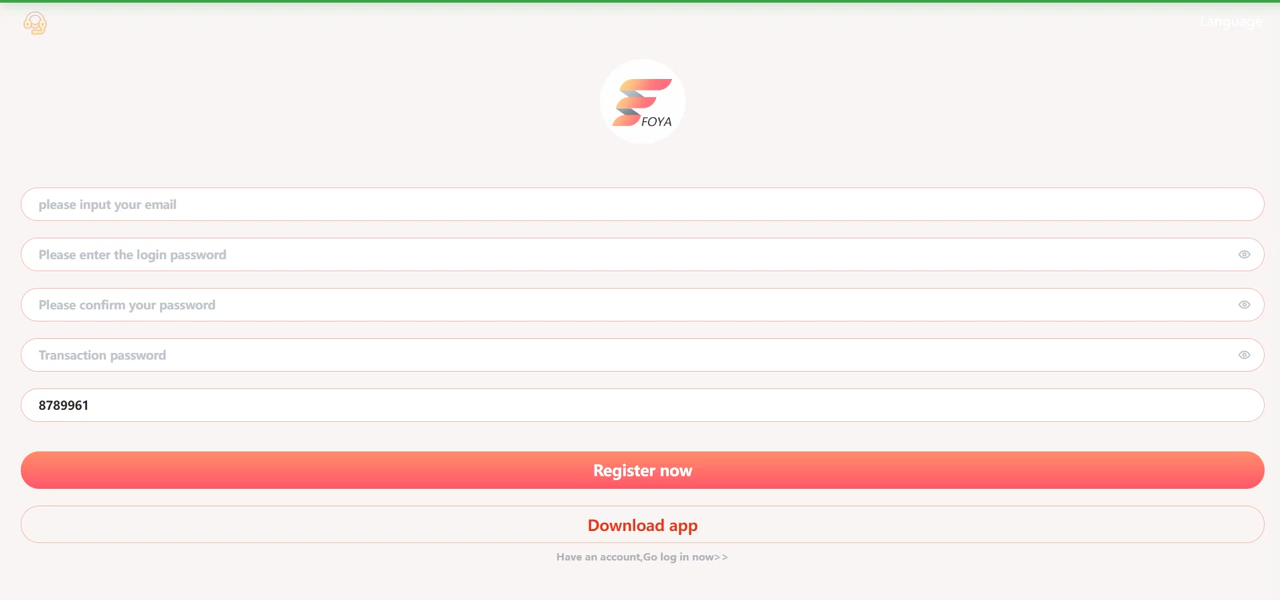 Language
FOYA
please input your email
Please enter the login password
Please confirm your password
Transaction password
8789961
Register now
Download app
Have an account,Go log in now>>